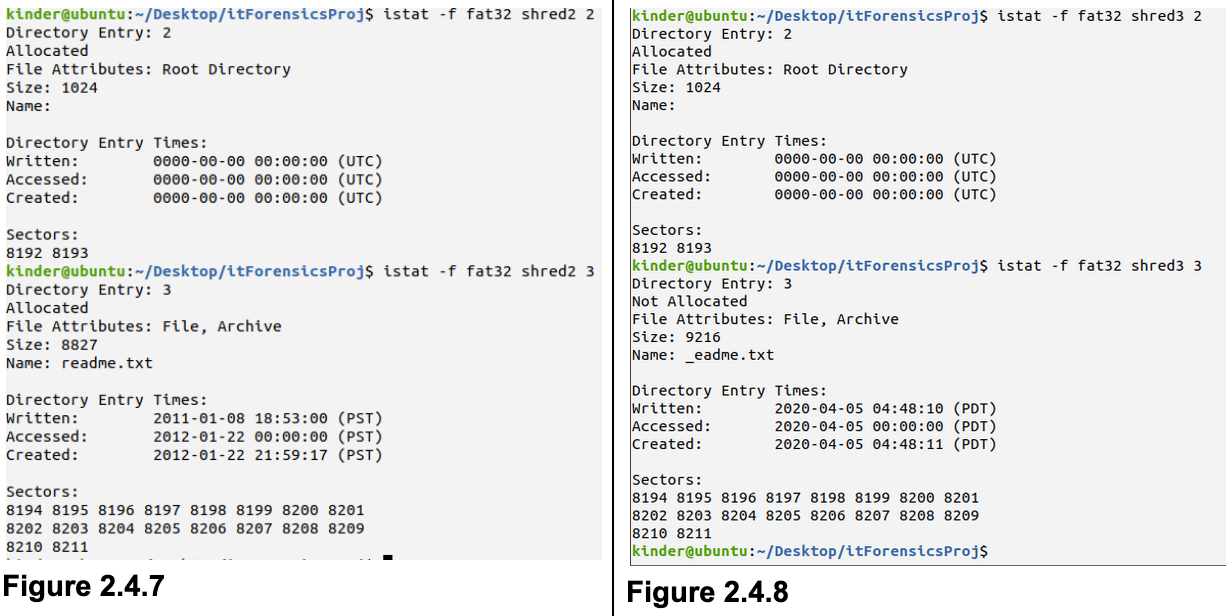 kinder@ubuntu:~/Desktop/itForensicsProj$ istat -f fat32 shred2 2
Directory Entry: 2
Allocated
File Attributes: Root Directory
Size: 1024
Name:
Directory Entry Times:
Written: 0000-00-00 00:00:00 (UTC)
Accessed: 0000-00-00 00:00:00 (UTC)
Created: 0000-00-00 00:00:00 (UTC)
Sectors:
8192 8193
kinder@ubuntu:~/Desktop/itForensicsProj$ istat -f fat32 shred2 3
Directory Entry: 3
Allocated
File Attributes: File, Archive
Size: 8827
Name: readme.txt
Directory Entry Times:
Written: 2011-01-08 18:53:00 (PST)
Accessed: 2012-01-22 00:00:00 (PST)
Created: 2012-01-22 21:59:17 (PST)
Sectors:
8194 8195 8196 8197 8198 8199 8200 8201
8202 8203 8204 8205 8206 8207 8208 8209
8210 8211
Figure 2.4.7
kinder@ubuntu:~/Desktop/itForensicsProj$ istat -f fat32 shred3 2
Directory Entry: 2
Allocated
File Attributes: Root Directory
Size: 1024
Name:
Directory Entry Times:
Written: 0000-00-00 00:00:00 (UTC)
Accessed: 0000-00-00 00:00:00 (UTC)
Created: 0000-00-00 00:00:00 (UTC)
Sectors:
8192 8193
kinder@ubuntu:~/Desktop/itForensicsProj$ istat -f fat32 shred3 3
Directory Entry: 3
Not Allocated
File Attributes: File, Archive
Size: 9216
Name: _eadme.txt
Directory Entry Times:
Written: 2020-04-05 04:48:10 (PDT)
Accessed: 2020-04-05 00:00:00 (PDT)
Created: 2020-04-05 04:48:11 (PDT)
Sectors:
8194 8195 8196 8197 8198 8199 8200 8201
8202 8203 8204 8205 8206 8207 8208 8209
8210 8211
kinder@ubuntu:~/Desktop/itForensicsProj$
Figure 2.4.8